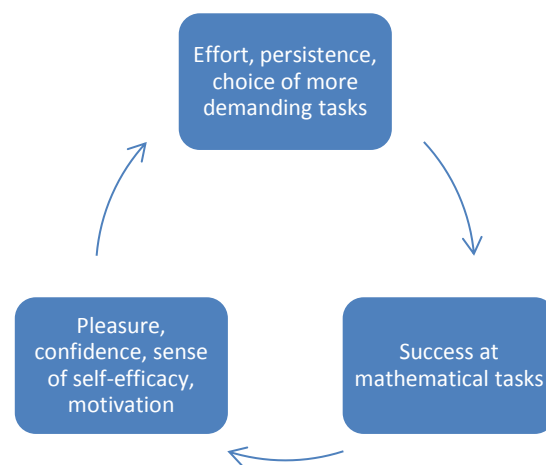 Effort, persistence,
choice of more
demanding tasks
Pleasure,
confidence, sense
of self-efficacy,
motivation
Success at
mathematical tasks